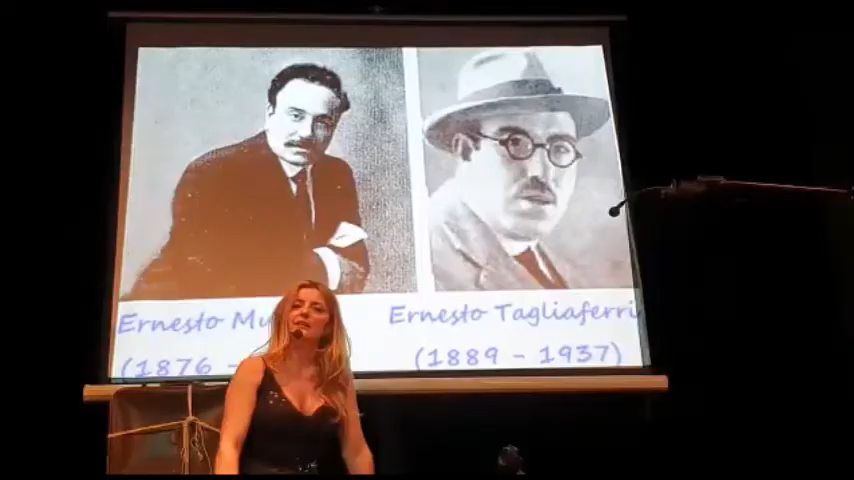 Ernesto Tagliaferri
Ernesto
(1876 -
(1889 - 1937)